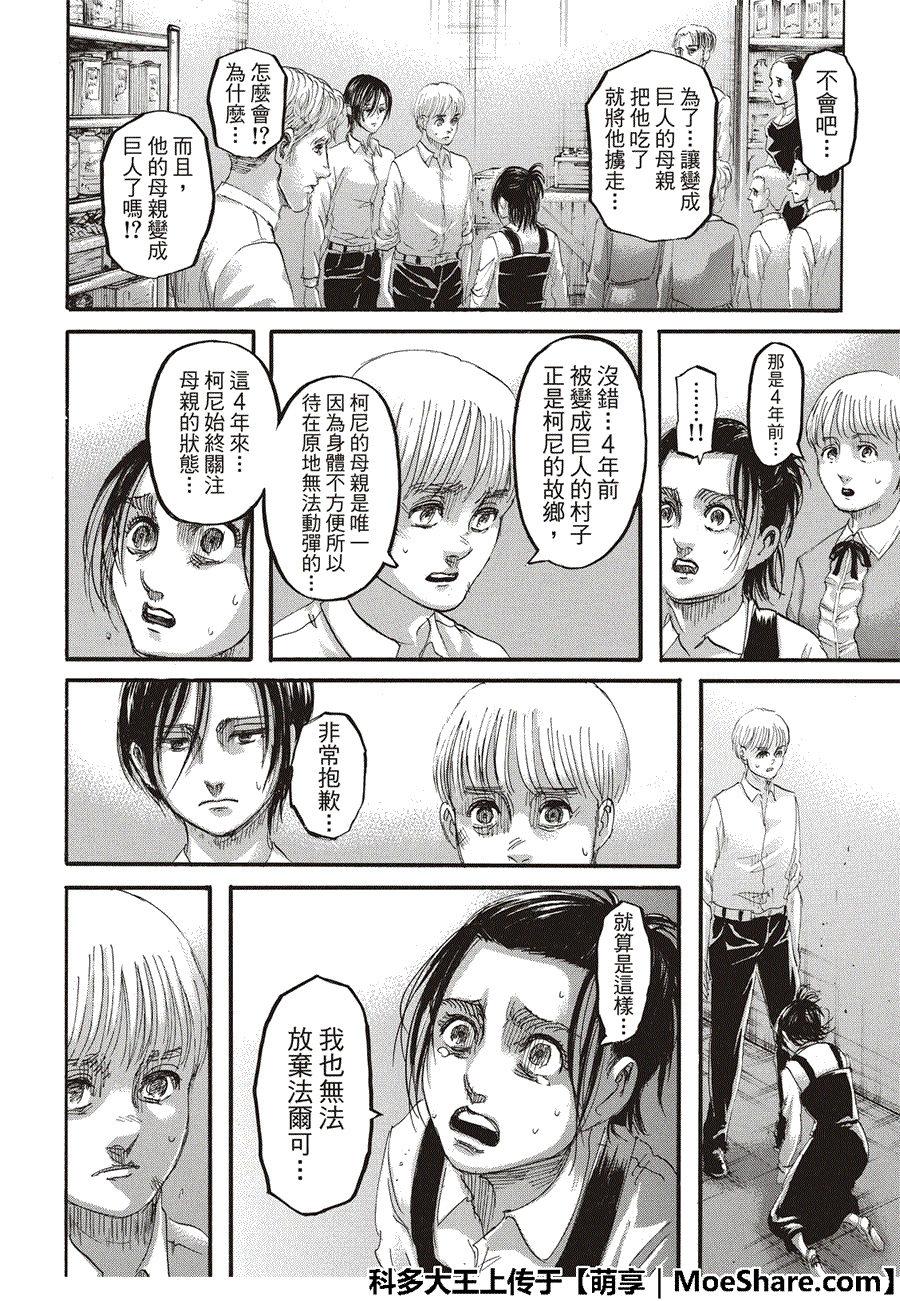 不會吧…
為了…讓變成
巨人的母親
把他吃了
就將他擄走…
怎麼會!?
為什麼…
而且，
他的母親變成
巨人了嗎!?
那是4年前…
……!!
沒錯…4年前
被變成巨人的村子
正是柯尼的故鄉，
柯尼的母親是唯一
因為身體不方便所以
待在原地無法動彈的…
這4年來…
柯尼始終關注
母親的狀態…
非常抱歉…
就算是這樣…
我也無法
放棄法爾可…
科多大王上传于【萌享｜MoeShare.com】